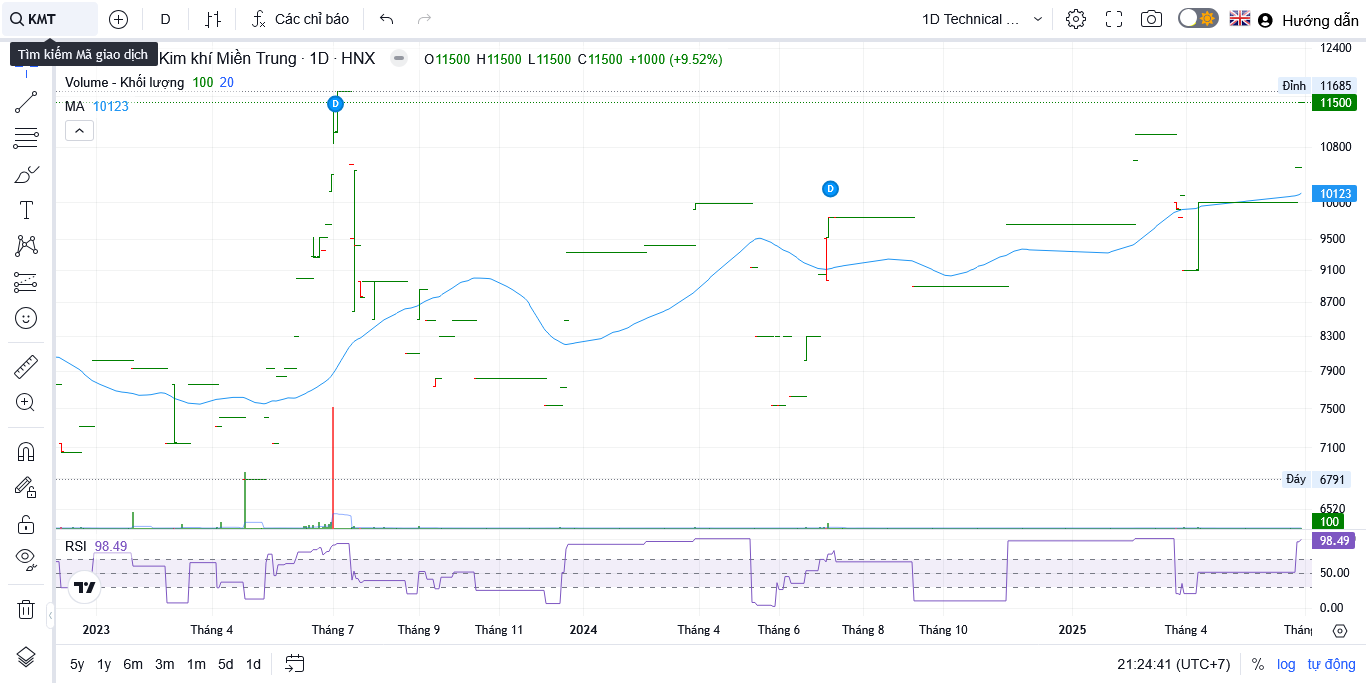 KMT
D
Các chỉ báo
1D Technical ...
Hướng dẫn
Tìm kiếm Mã giao dịch
Kim khí Miền Trung · 1D · HNX
O11500 H11500 L11500 C11500 +1000 (+9.52%)
Volume - Khối lượng 100 20
MA 10123
D
D
12400
Đỉnh 11685
11500
10800
10123
10000
9500
9100
8700
8300
7900
7500
7100
Đáy 6791
6520
100
RSI 98.49
98.49
50.00
0.00
2023
Tháng 4
Tháng 7
Tháng 9
Tháng 11
2024
Tháng 4
Tháng 6
Tháng 8
Tháng 10
2025
Tháng 4
5y 1y 6m 3m 1m 5d 1d
21:24:41 (UTC+7)
%
log
tự động